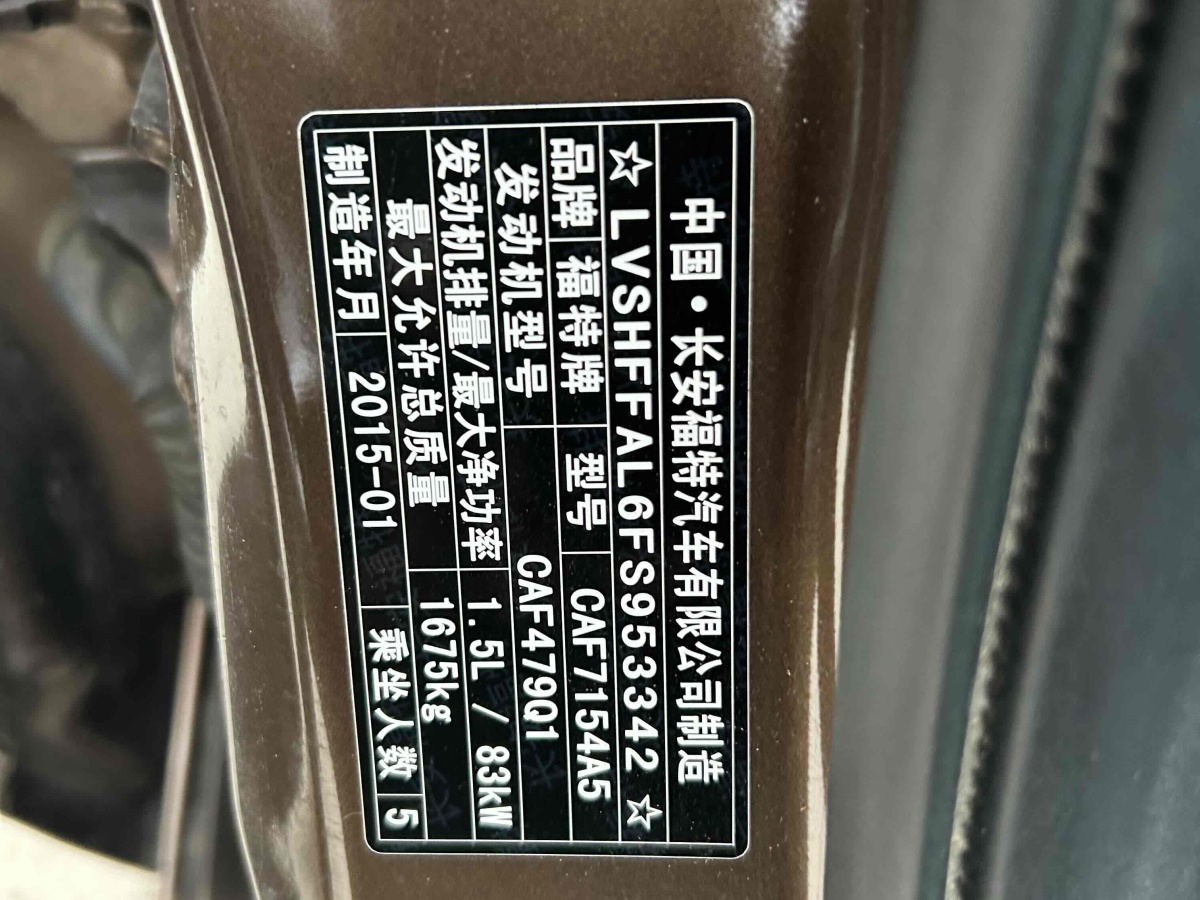 中国·长安福特汽车有限公司制造
☆LVSHFFAL6FS953342☆
品牌 福特牌 型号 CAF7154A5
发动机型号 CAF479Q1
发动机排量/最大净功率 1.5L / 83kW
最大允许总质量 1675kg
制造年月 2015-01 乘坐人数 5